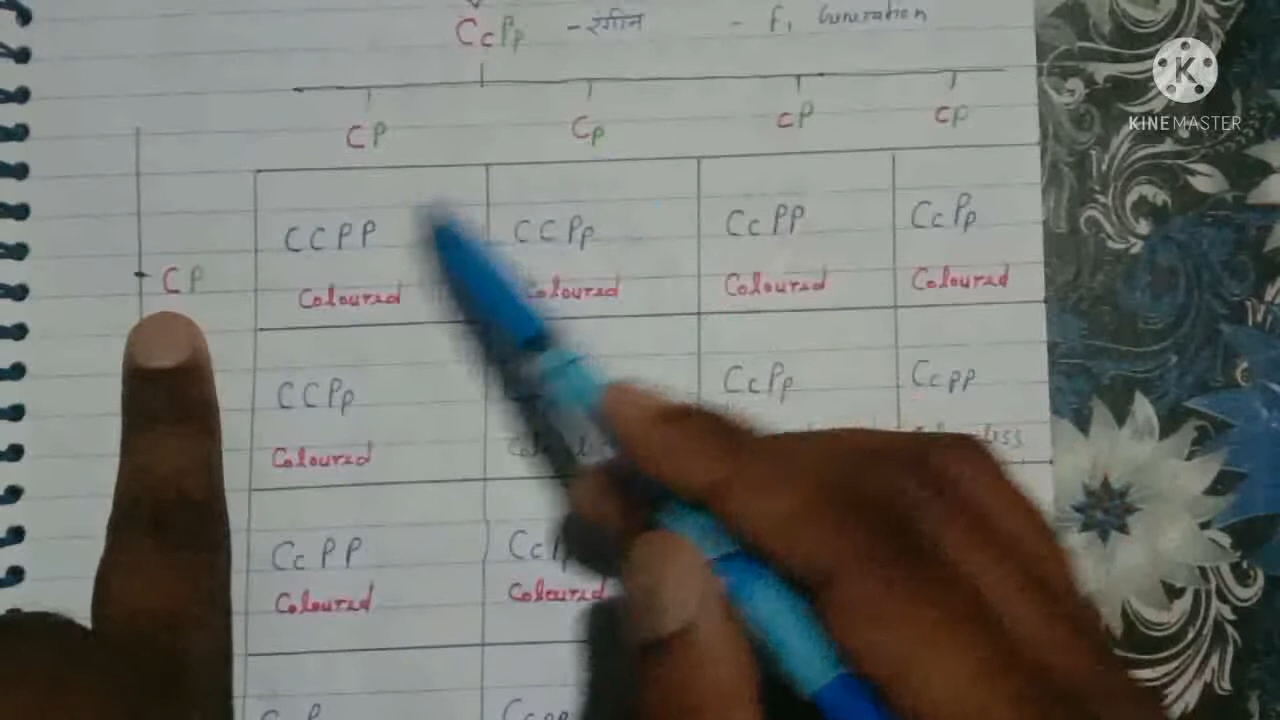 CcPp - रंगीन - F1 Generation
CP Cp cP cp
KINEMASTER
CCPP CCPp CcPP CcPp
CP
Coloured Coloured Coloured Coloured
CCPp CcPp Ccpp
Coloured
CcPP
Coloured Coloured